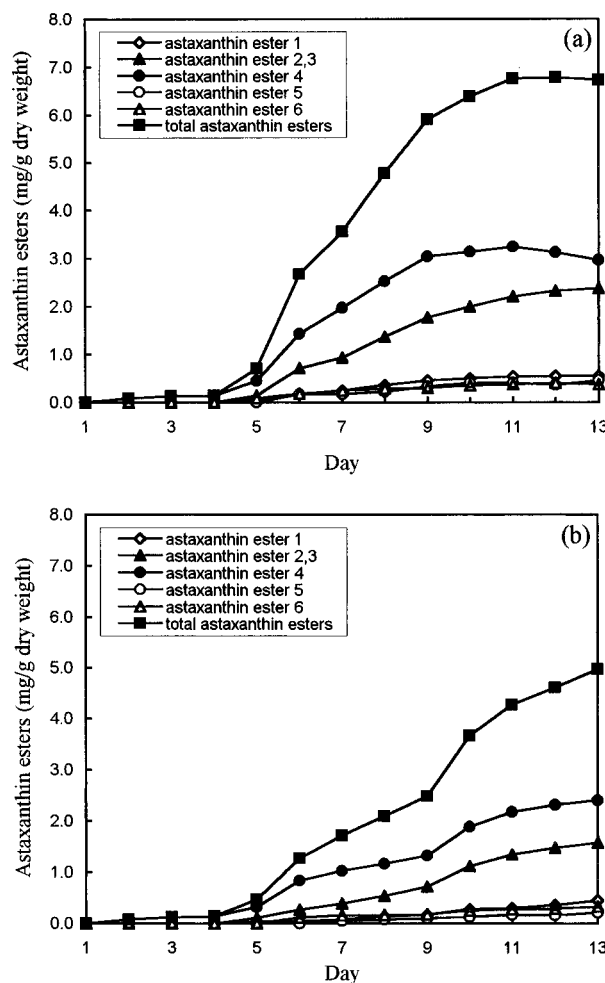 8.0
7.0
6.0
5.0
4.0
3.0
2.0
1.0
0.0
Astaxanthin esters (mg/g dry weight)
astaxanthin ester 1
astaxanthin ester 2,3
astaxanthin ester 4
astaxanthin ester 5
astaxanthin ester 6
total astaxanthin esters
(a)
1 3 5 7 9 11 13
Day
8.0
7.0
6.0
5.0
4.0
3.0
2.0
1.0
0.0
Astaxanthin esters (mg/g dry weight)
astaxanthin ester 1
astaxanthin ester 2,3
astaxanthin ester 4
astaxanthin ester 5
astaxanthin ester 6
total astaxanthin esters
(b)
1 3 5 7 9 11 13
Day